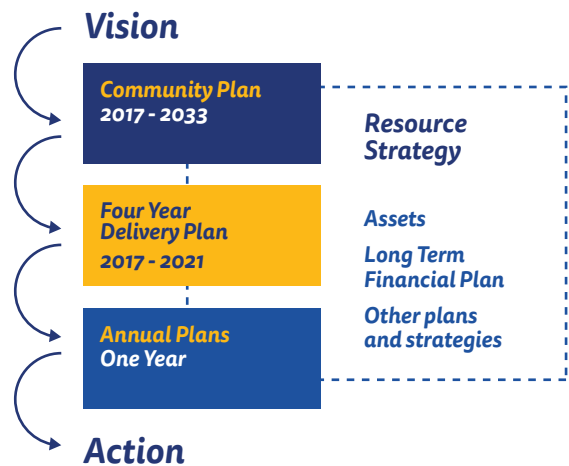 Vision
Community Plan
2017 - 2033
Four Year
Delivery Plan
2017 - 2021
Annual Plans
One Year
Action
Resource
Strategy
Assets
Long Term
Financial Plan
Other plans
and strategies